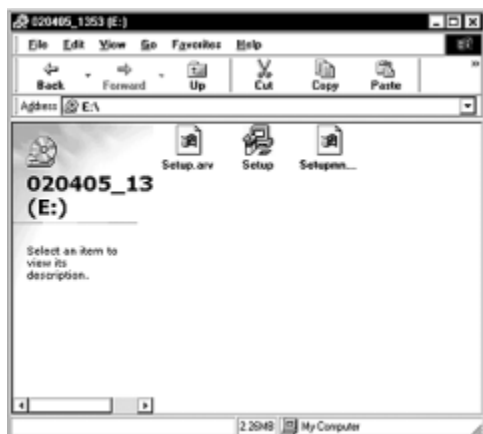 020405_1353 (E:)
File Edit View Go Favorites Help
Back Forward Up Cut Copy Paste »
Address E:\
Setup.arv Setup Setupnn...
020405_13
(E:)
Select an item to
view its
description.
2.26MB My Computer